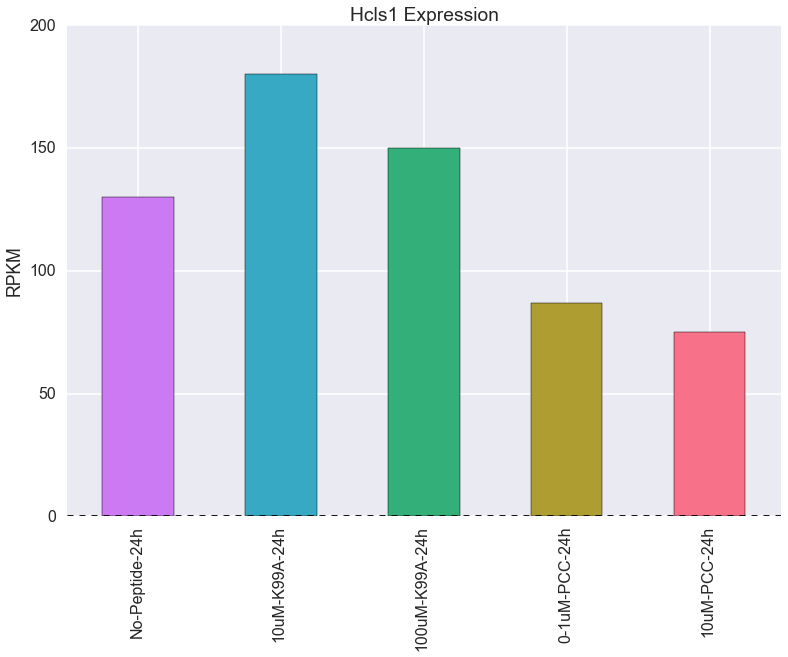 Hcls1 Expression
RPKM
200
150
100
50
0
No-Peptide-24h
10uM-K99A-24h
100uM-K99A-24h
0-1uM-PCC-24h
10uM-PCC-24h